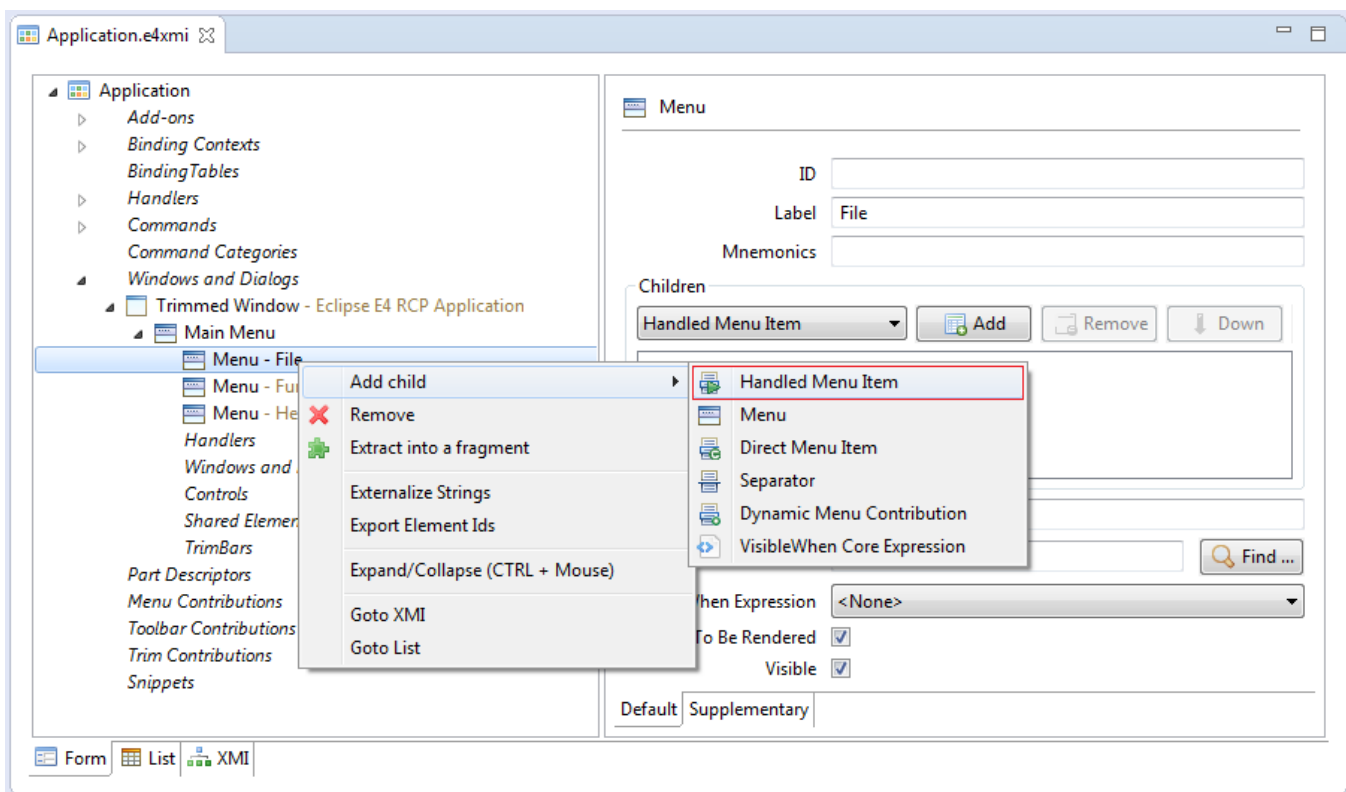 Application.e4xmi
Application
Add-ons
Binding Contexts
BindingTables
Handlers
Commands
Command Categories
Windows and Dialogs
Trimmed Window - Eclipse E4 RCP Application
Main Menu
Menu - File
Menu - Fu
Menu - He
Handlers
Windows and
Controls
Shared Elemen
TrimBars
Part Descriptors
Menu Contributions
Toolbar Contributions
Trim Contributions
Snippets
Add child
Remove
Extract into a fragment
Externalize Strings
Export Element Ids
Expand/Collapse (CTRL + Mouse)
Goto XMI
Goto List
Handled Menu Item
Menu
Direct Menu Item
Separator
Dynamic Menu Contribution
VisibleWhen Core Expression
Menu
ID
Label File
Mnemonics
Children
Handled Menu Item Add Remove Down
Find ...
hen Expression <None>
To Be Rendered
Visible
Default Supplementary
Form List XMI